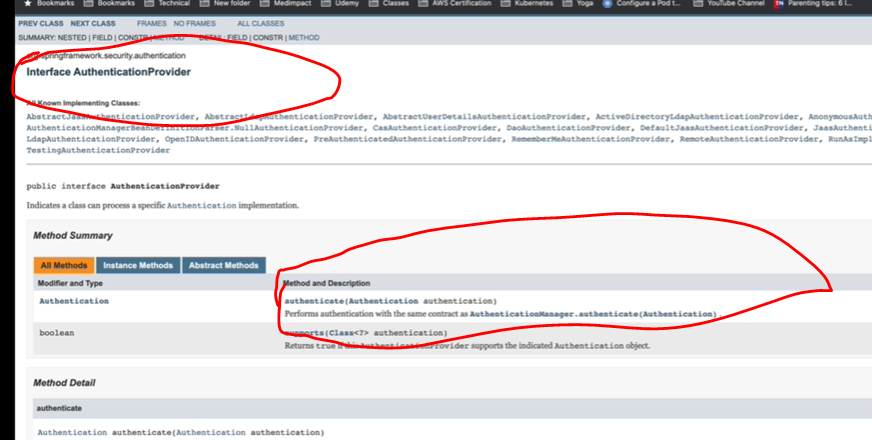 Bookmarks Bookmarks Technical New folder Medimpact Udemy Classes AWS Certification Kubernetes Yoga Create a Pod t... YouTube Channel Parenting tips: 6 l...
PREV CLASS NEXT CLASS FRAMES NO FRAMES ALL CLASSES
SUMMARY: NESTED | FIELD | CONSTR | METHOD DETAIL: FIELD | CONSTR | METHOD
org.springframework.security.authentication
Interface AuthenticationProvider
All Known Implementing Classes:
AbstractJaasAuthenticationProvider, AbstractLdapAuthenticationProvider, AbstractUserDetailsAuthenticationProvider, ActiveDirectoryLdapAuthenticationProvider, AnonymousAuth
AuthenticationManagerBeanDefinitionParser.NullAuthenticationProvider, CasAuthenticationProvider, DaoAuthenticationProvider, DefaultJaasAuthenticationProvider, JaasAuthenti
LdapAuthenticationProvider, OpenIDAuthenticationProvider, PreAuthenticatedAuthenticationProvider, RememberMeAuthenticationProvider, RemoteAuthenticationProvider, RunAsImpl
TestingAuthenticationProvider
public interface AuthenticationProvider
Indicates a class can process a specific Authentication implementation.
Method Summary
All Methods Instance Methods Abstract Methods
Modifier and Type Method and Description
Authentication authenticate(Authentication authentication)
Performs authentication with the same contract as AuthenticationManager.authenticate(Authentication).
boolean supports(Class<?> authentication)
Returns true if this AuthenticationProvider supports the indicated Authentication object.
Method Detail
authenticate
Authentication authenticate(Authentication authentication)